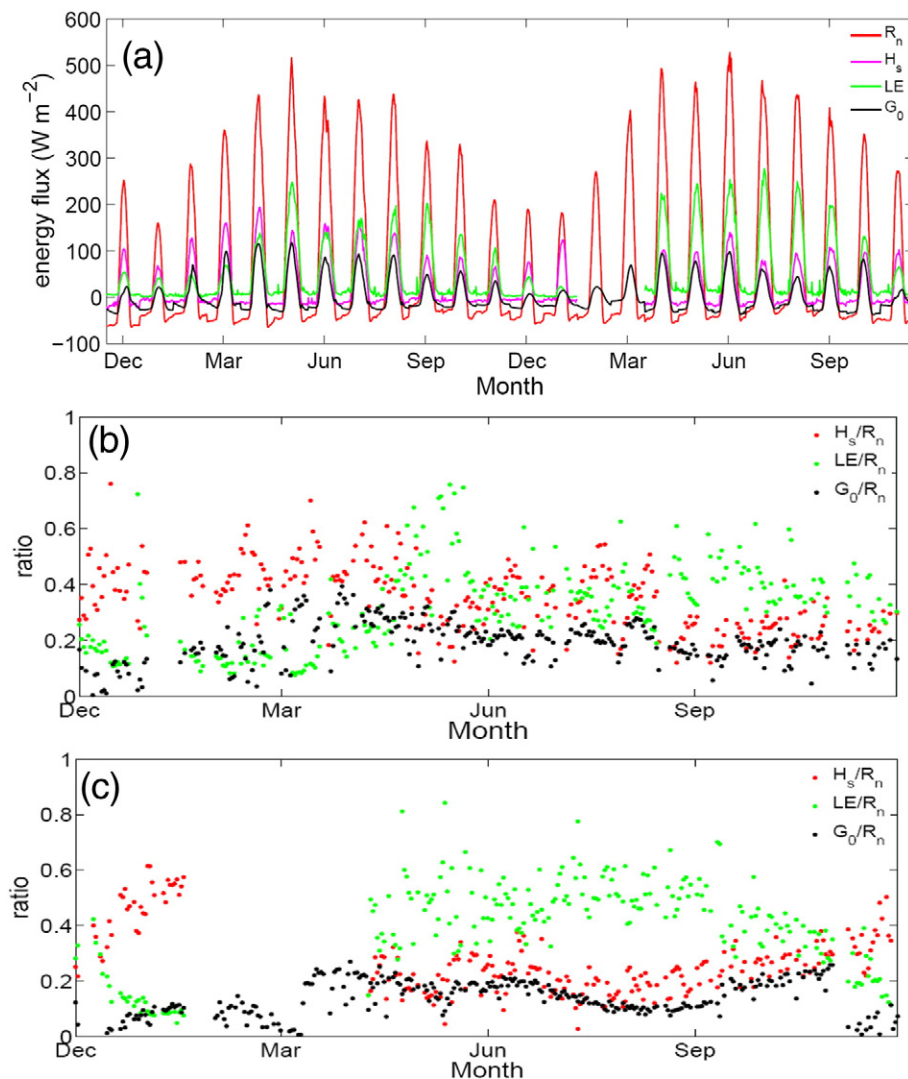 (a)
600
500
400
300
200
100
0
−100
energy flux (W m−2)
Rn
Hs
LE
G0
Dec Mar Jun Sep Dec Mar Jun Sep
Month
(b)
1
0.8
0.6
0.4
0.2
0
ratio
Hs/Rn
LE/Rn
G0/Rn
Dec Mar Jun Sep
Month
(c)
1
0.8
0.6
0.4
0.2
0
ratio
Hs/Rn
LE/Rn
G0/Rn
Dec Mar Jun Sep
Month